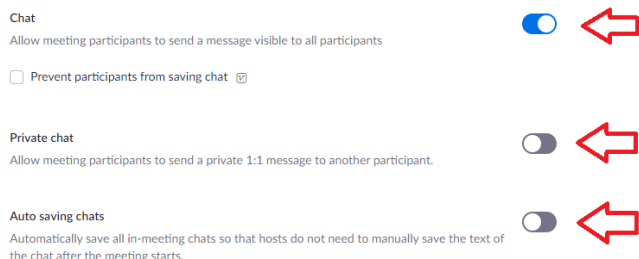 Chat
Allow meeting participants to send a message visible to all participants
Prevent participants from saving chat
Private chat
Allow meeting participants to send a private 1:1 message to another participant.
Auto saving chats
Automatically save all in-meeting chats so that hosts do not need to manually save the text of
the chat after the meeting starts.